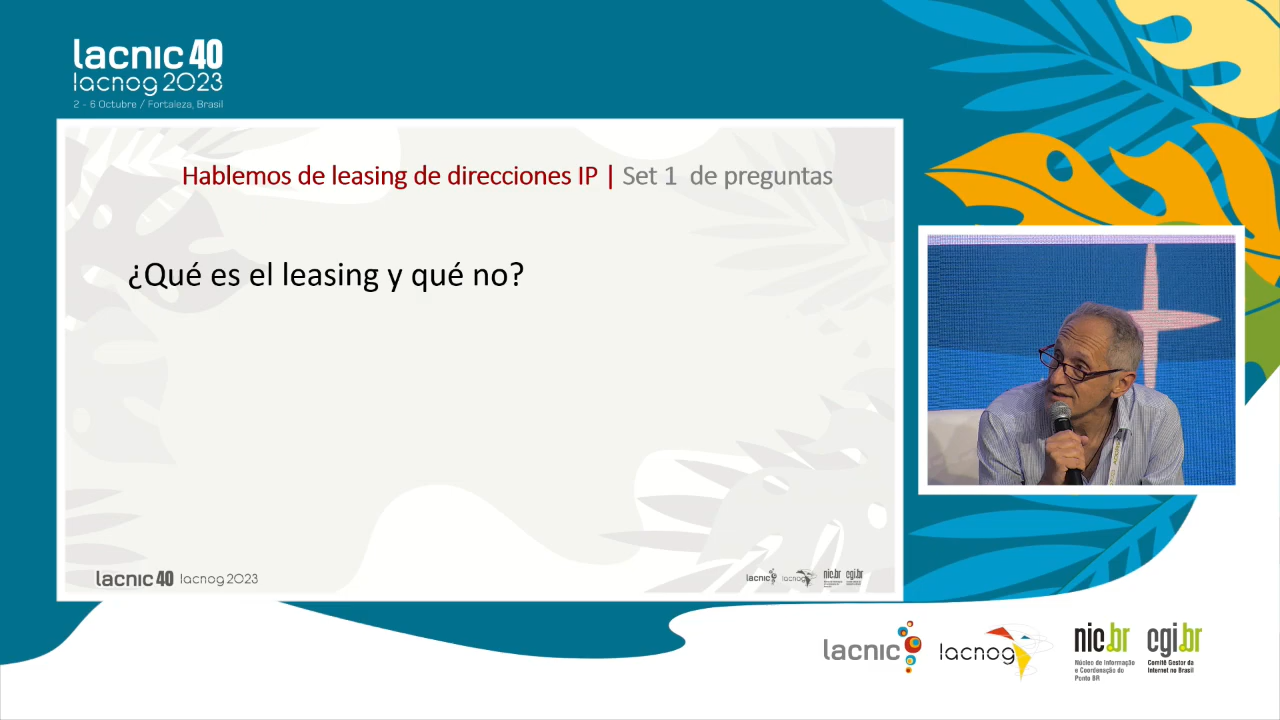 lacnic 40
lacnog 2023
2 - 6 Octubre / Fortaleza, Brasil
Hablemos de leasing de direcciones IP | Set 1 de preguntas
¿Qué es el leasing y qué no?
lacnic 40 lacnog 2023
lacnic lacnog nic.br cgi.br
lacnic lacnog nic.br cgi.br
Núcleo de Informação
e Coordenação do
Ponto BR
Comitê Gestor da
Internet no Brasil